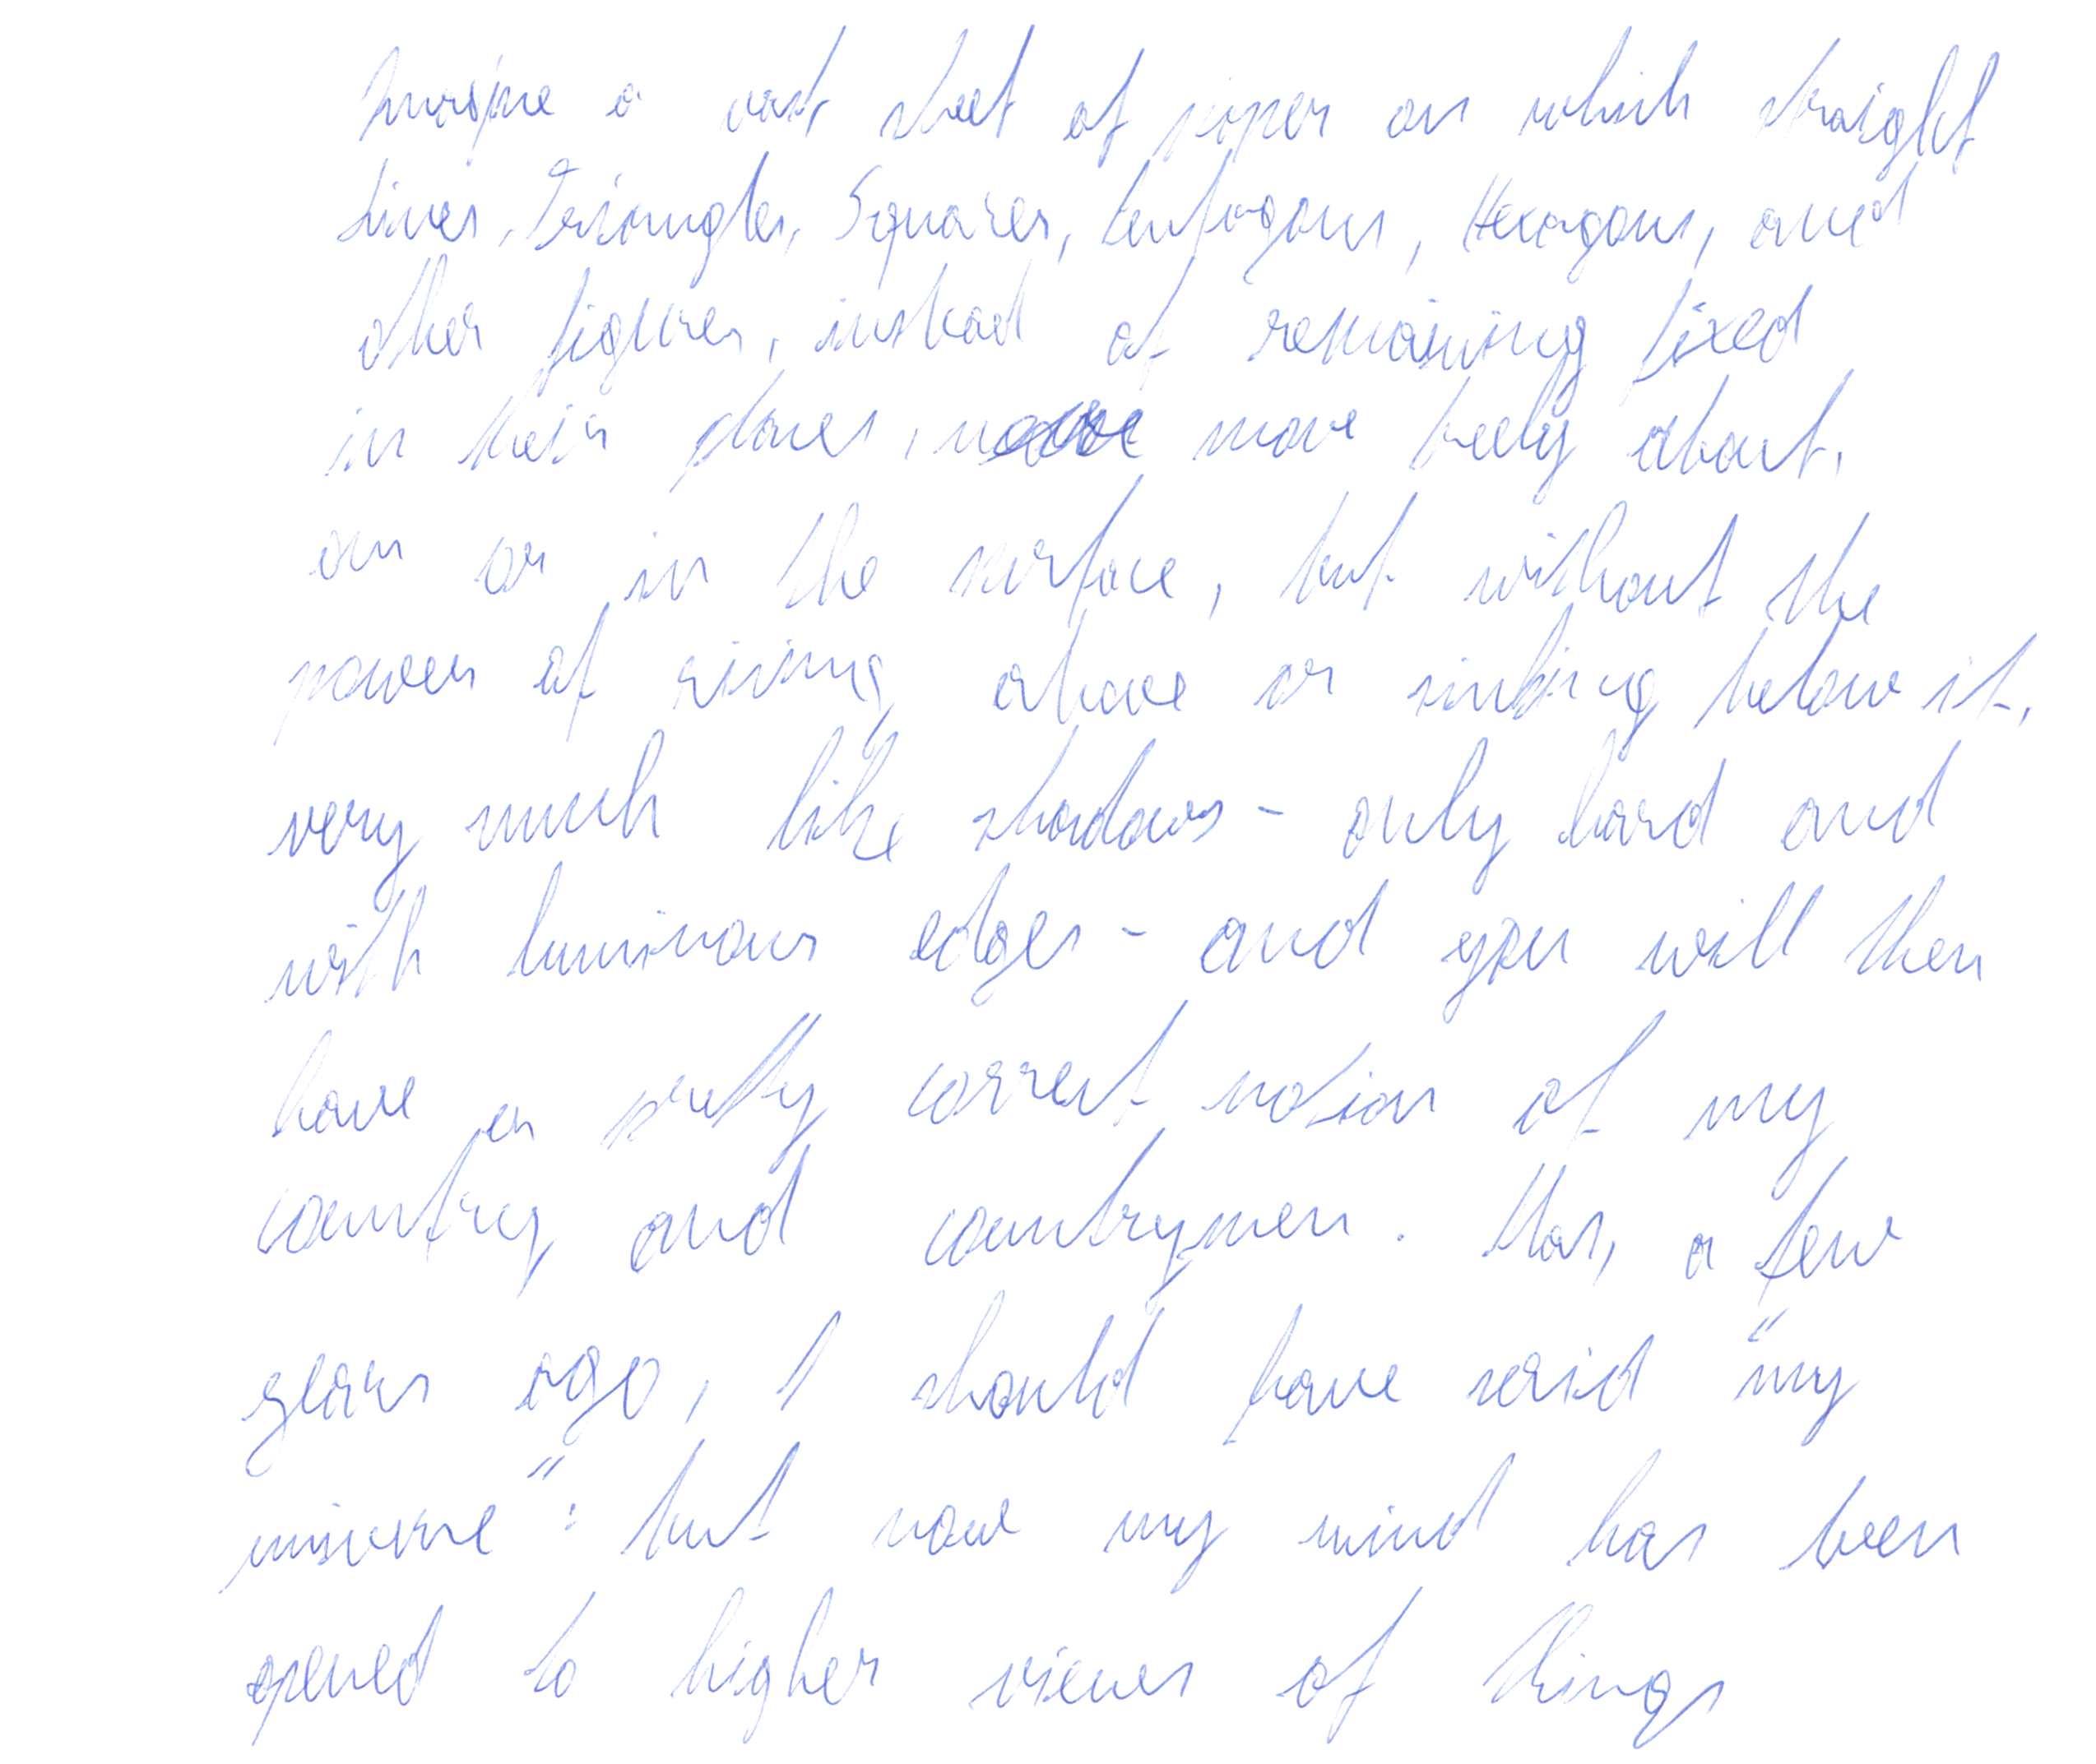 Imagine a vast sheet of paper on which straight
Lines, Triangles, Squares, Pentagons, Hexagons, and
other figures, instead of remaining fixed
in their places, move freely about,
on or in the surface, but without the
power of rising above or sinking below it,
very much like shadows - only hard and
with luminous edges - and you will then
have a pretty correct notion of my
country and countrymen. Alas, a few
years ago, I should have said "my
universe": but now my mind has been
opened to higher views of things